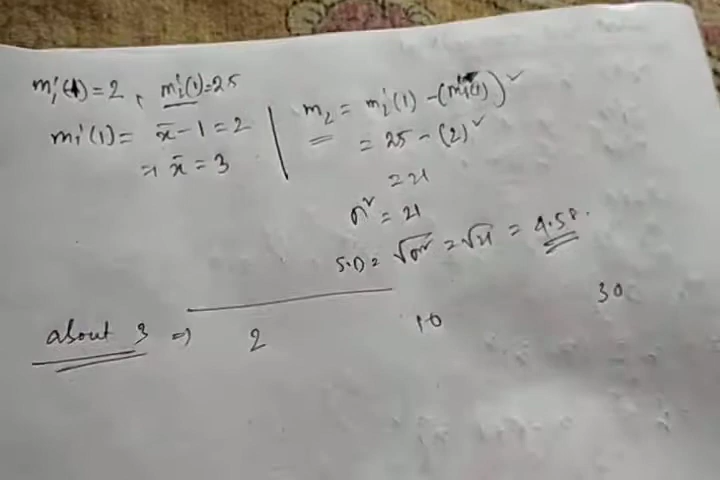 m₁'(1) = 2, m₂'(1) = 25
m₁'(1) = x̄ - 1 = 2
⇒ x̄ = 3
m₂ = m₂'(1) - (m₁'(1))²
= 25 - (2)²
= 21
σ² = 21
S.D = √σ² = √21 = 4.58.
about 3 ⇒ 2 10 30